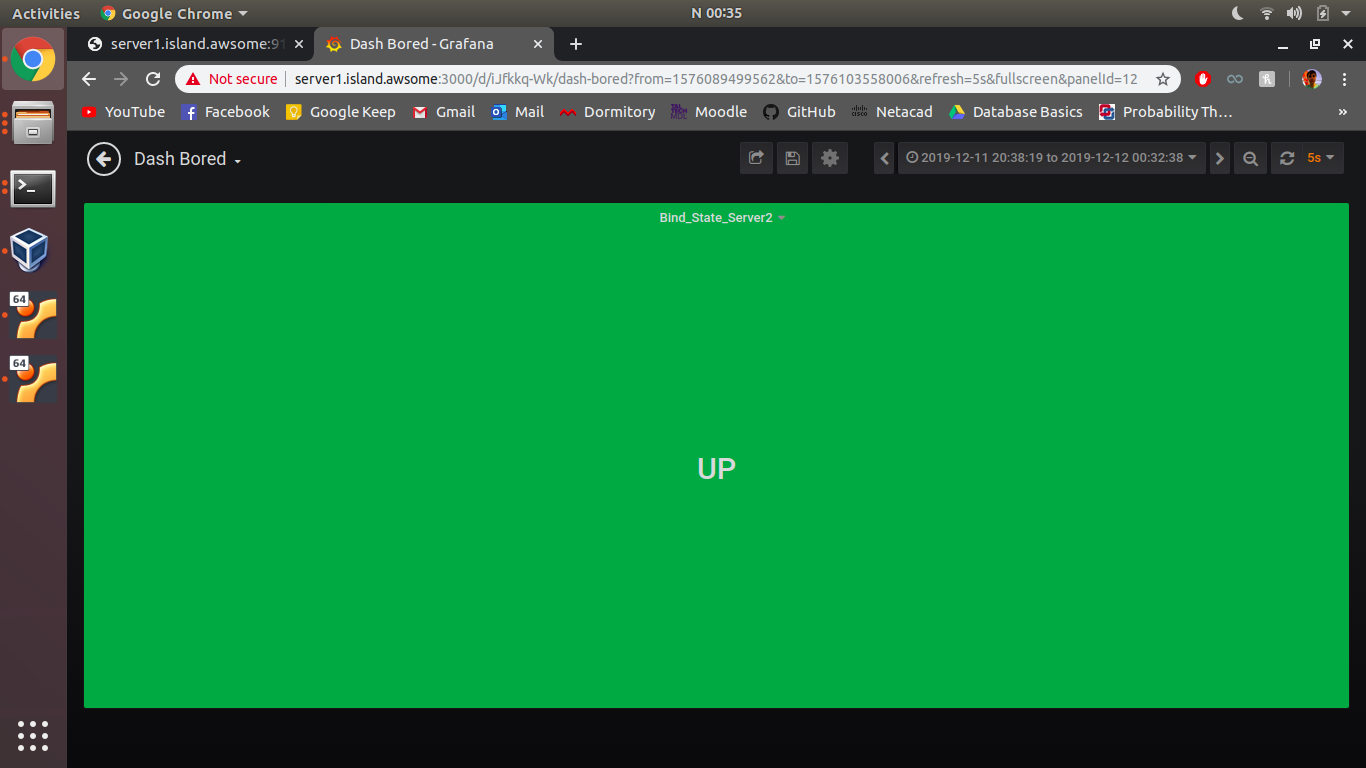 Activities Google Chrome N 00:35
server1.island.awsome:91 Dash Bored - Grafana
Not secure server1.island.awsome:3000/d/iJfkkq-Wk/dash-bored?from=1576089499562&to=1576103558006&refresh=5s&fullscreen&panelId=12
YouTube Facebook Google Keep Gmail Mail Dormitory Moodle GitHub Netacad Database Basics Probability Th… »
Dash Bored 2019-12-11 20:38:19 to 2019-12-12 00:32:38 5s
Bind_State_Server2
UP
64
64